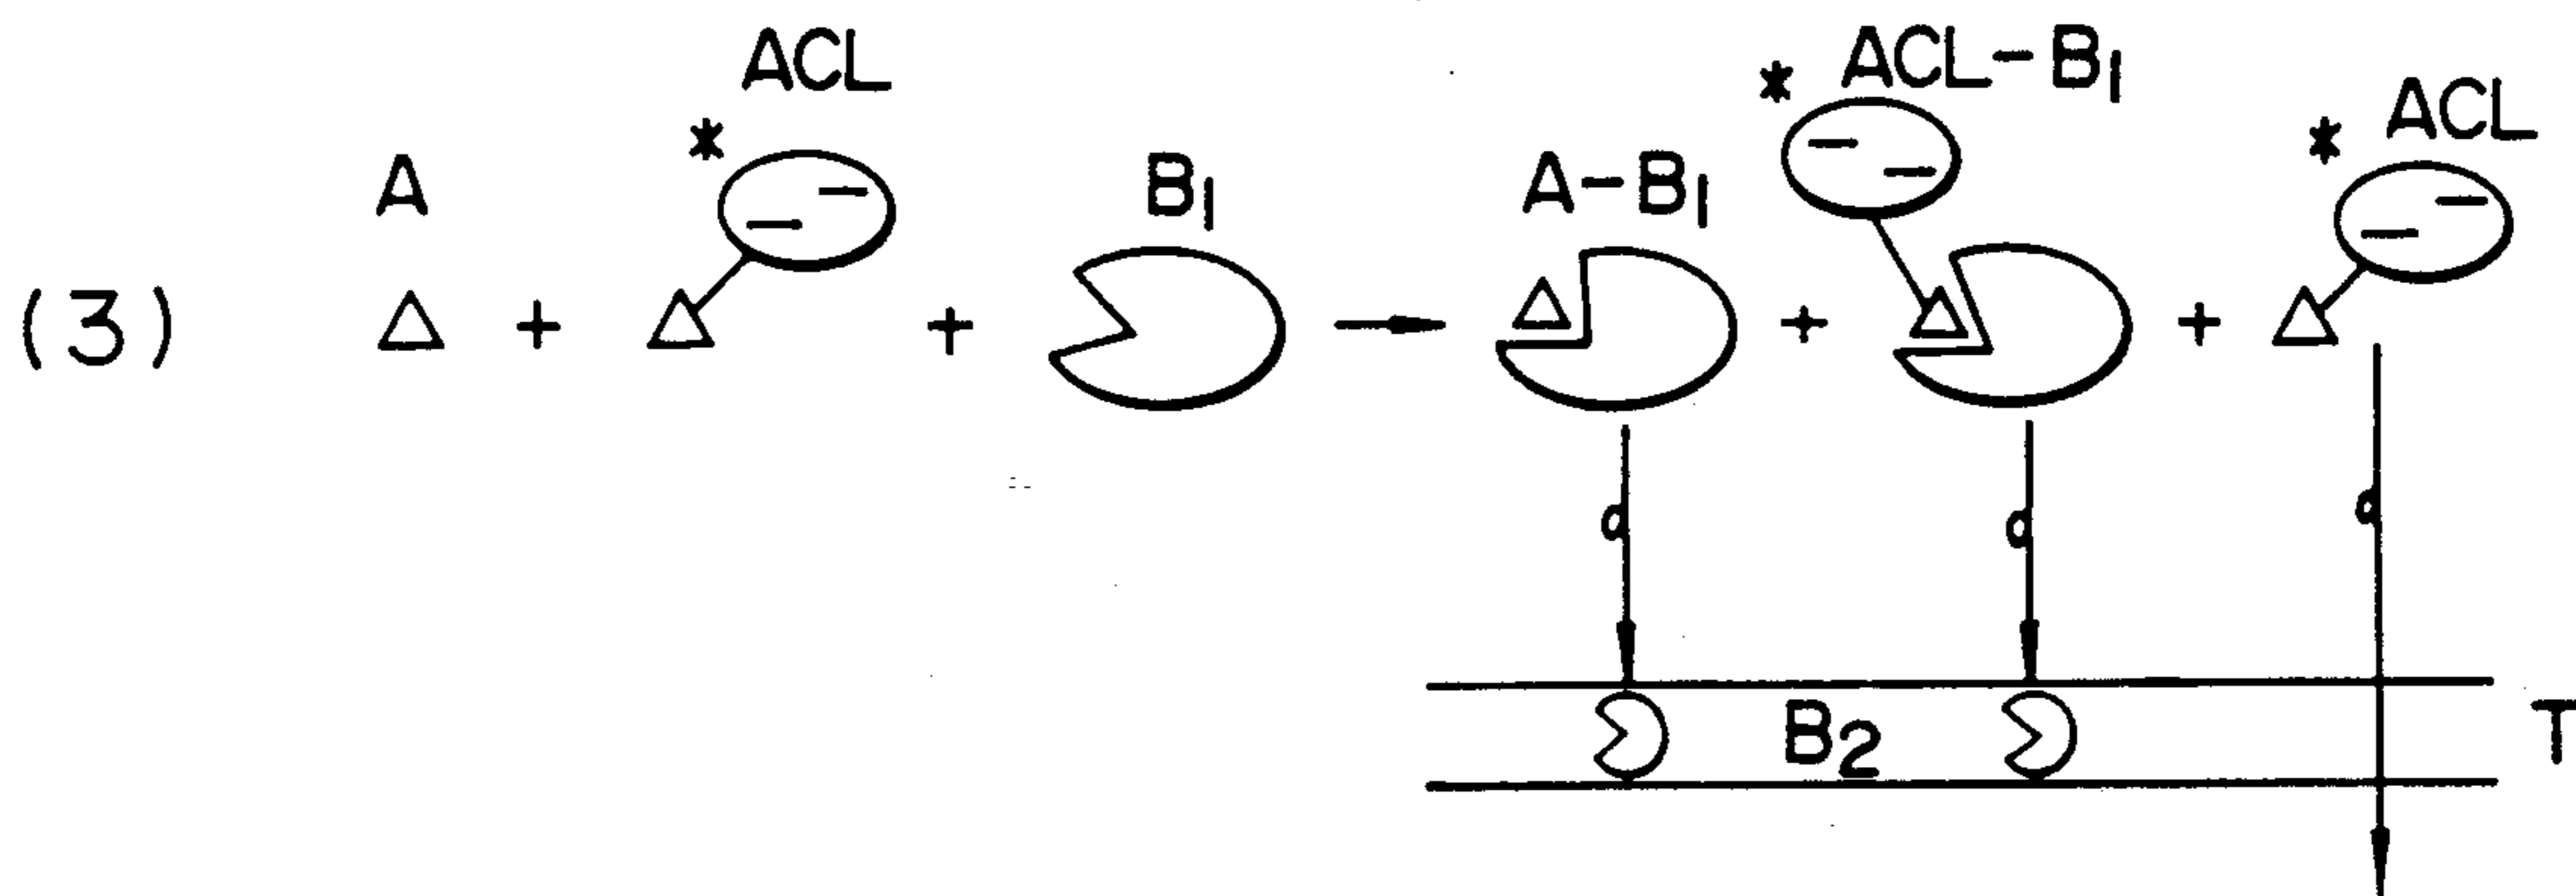 (3) A + * ACL + B1 → A-B1 + * ACL-B1 + * ACL
d d d
B2 T